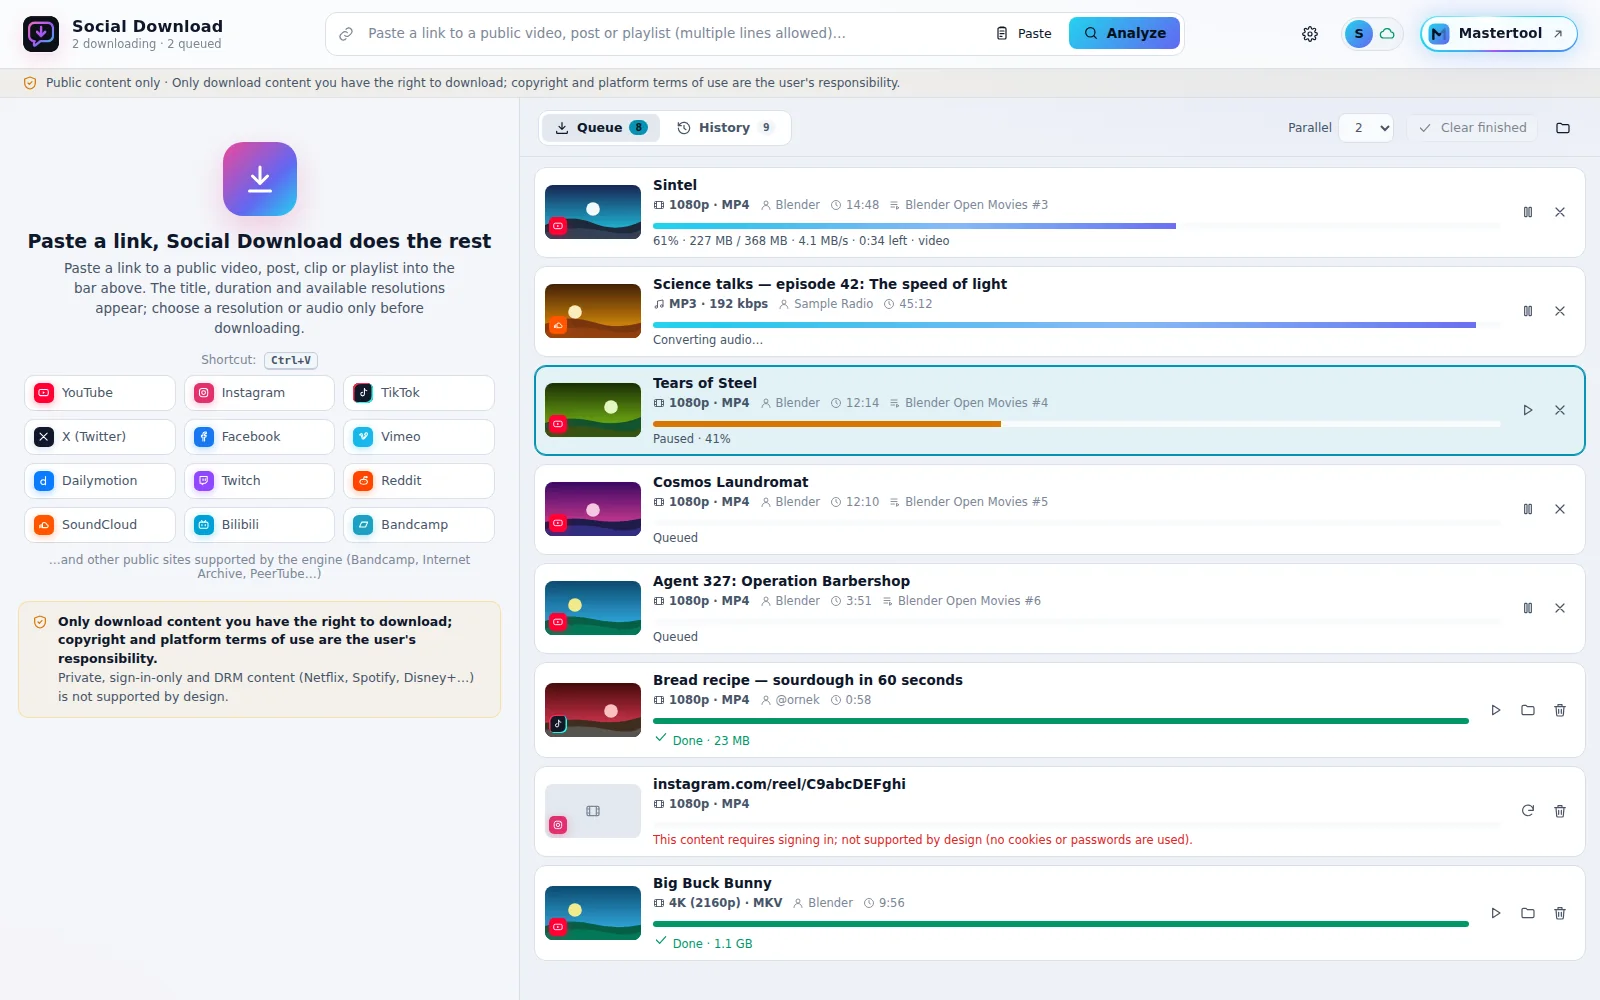 Social Download
2 downloading · 2 queued
Paste a link to a public video, post or playlist (multiple lines allowed)...
Paste
Analyze
S
Mastertool
Public content only · Only download content you have the right to download; copyright and platform terms of use are the user's responsibility.
Paste a link, Social Download does the rest
Paste a link to a public video, post, clip or playlist into the
bar above. The title, duration and available resolutions
appear; choose a resolution or audio only before
downloading.
Shortcut: Ctrl+V
YouTube
Instagram
TikTok
X (Twitter)
Facebook
Vimeo
Dailymotion
Twitch
Reddit
SoundCloud
Bilibili
Bandcamp
...and other public sites supported by the engine (Bandcamp, Internet
Archive, PeerTube...)
Only download content you have the right to download;
copyright and platform terms of use are the user's
responsibility.
Private, sign-in-only and DRM content (Netflix, Spotify, Disney+...)
is not supported by design.
Queue 8
History 9
Parallel 2
Clear finished
Sintel
1080p · MP4 Blender 14:48 Blender Open Movies #3
61% · 227 MB / 368 MB · 4.1 MB/s · 0:34 left · video
Science talks — episode 42: The speed of light
MP3 · 192 kbps Sample Radio 45:12
Converting audio...
Tears of Steel
1080p · MP4 Blender 12:14 Blender Open Movies #4
Paused · 41%
Cosmos Laundromat
1080p · MP4 Blender 12:10 Blender Open Movies #5
Queued
Agent 327: Operation Barbershop
1080p · MP4 Blender 3:51 Blender Open Movies #6
Queued
Bread recipe — sourdough in 60 seconds
1080p · MP4 @ornek 0:58
Done · 23 MB
instagram.com/reel/C9abcDEFghi
1080p · MP4
This content requires signing in; not supported by design (no cookies or passwords are used).
Big Buck Bunny
4K (2160p) · MKV Blender 9:56
Done · 1.1 GB